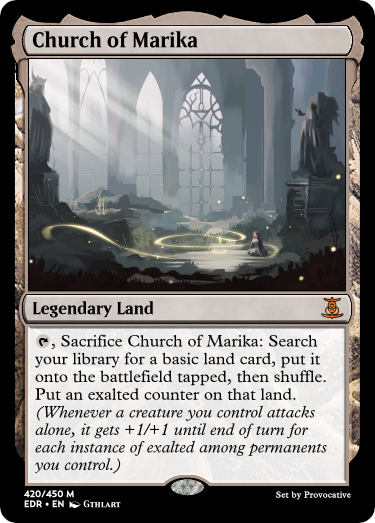 Church of Marika
Legendary Land
, Sacrifice Church of Marika: Search
your library for a basic land card, put it
onto the battlefield tapped, then shuffle.
Put an exalted counter on that land.
(Whenever a creature you control attacks
alone, it gets +1/+1 until end of turn for
each instance of exalted among permanents
you control.)
420/450 M
Set by Provocative
EDR • EN Gthlart